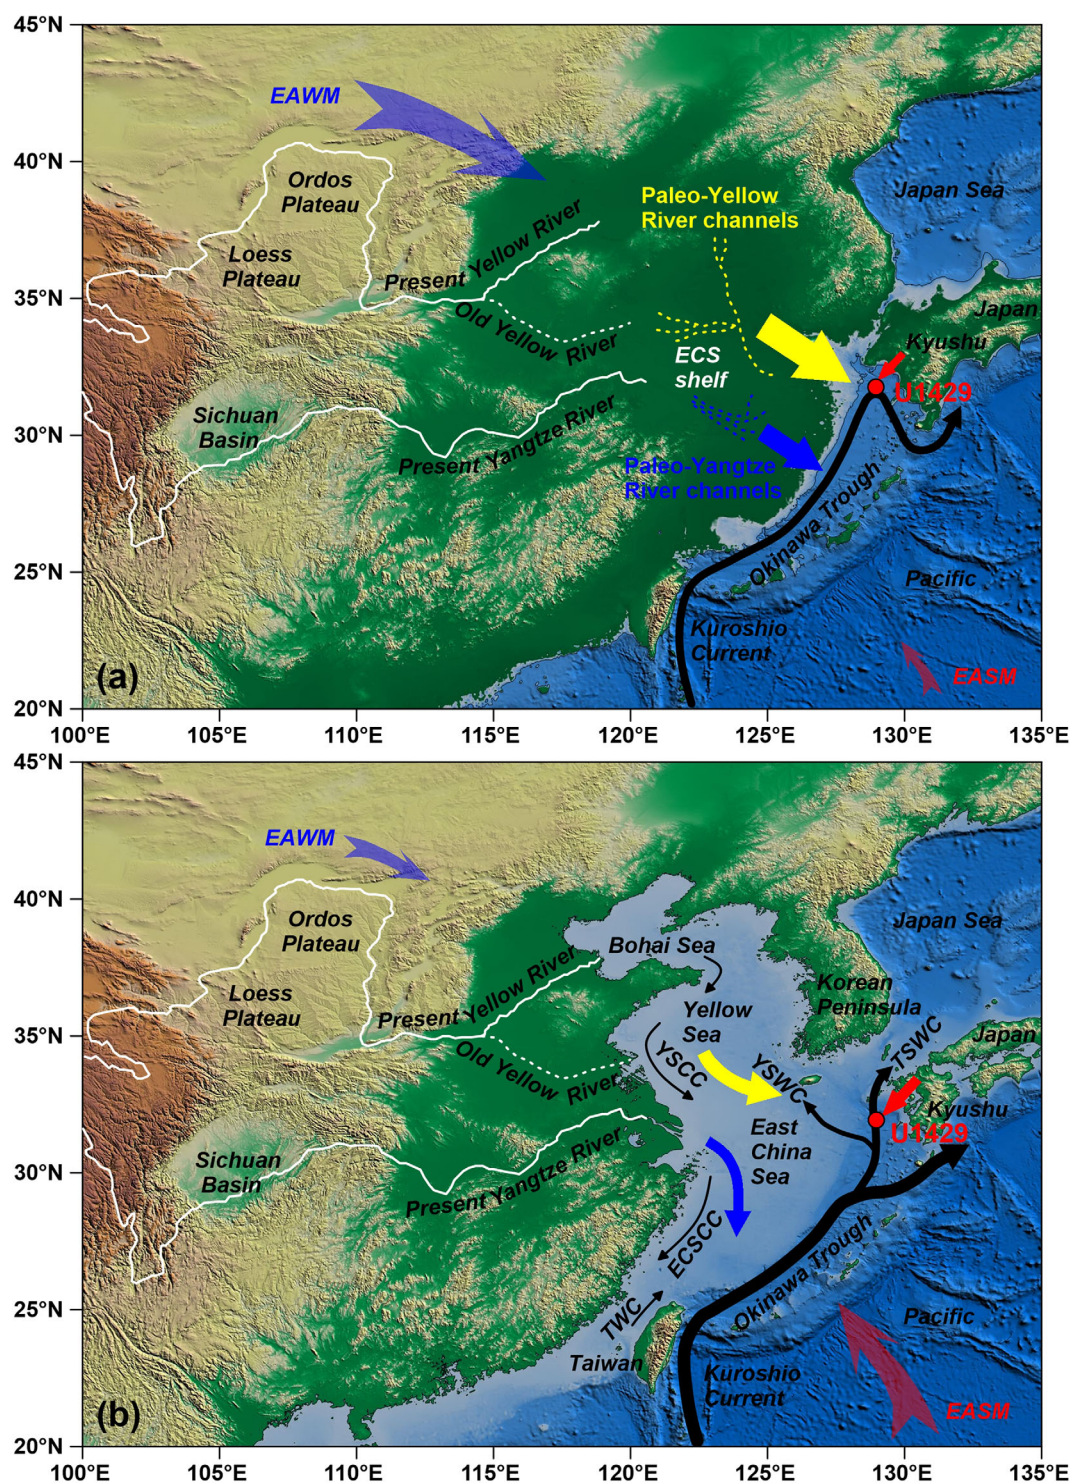 45°N
EAWM
40°N
Ordos
Plateau
Paleo-Yellow
River channels
Japan Sea
Loess
Plateau
Present Yellow River
35°N
Old Yellow River
Japan
Kyushu
ECS
shelf
U1429
Sichuan
Basin
30°N
Present Yangtze River
Paleo-Yangtze
River channels
Okinawa Trough
25°N
Pacific
Kuroshio
Current
(a)
EASM
20°N
100°E 105°E 110°E 115°E 120°E 125°E 130°E 135°E
45°N
EAWM
40°N
Ordos
Plateau
Bohai Sea
Japan Sea
Loess
Plateau
Present Yellow River
Yellow
Sea
Korean
Peninsula
35°N
Old Yellow River
YSCC
YSWC
TSWC
Japan
Kyushu
U1429
East
China
Sea
Sichuan
Basin
30°N
Present Yangtze River
ECSCC
Okinawa Trough
25°N
TWC
Pacific
Taiwan
Kuroshio
Current
(b)
EASM
20°N
100°E 105°E 110°E 115°E 120°E 125°E 130°E 135°E